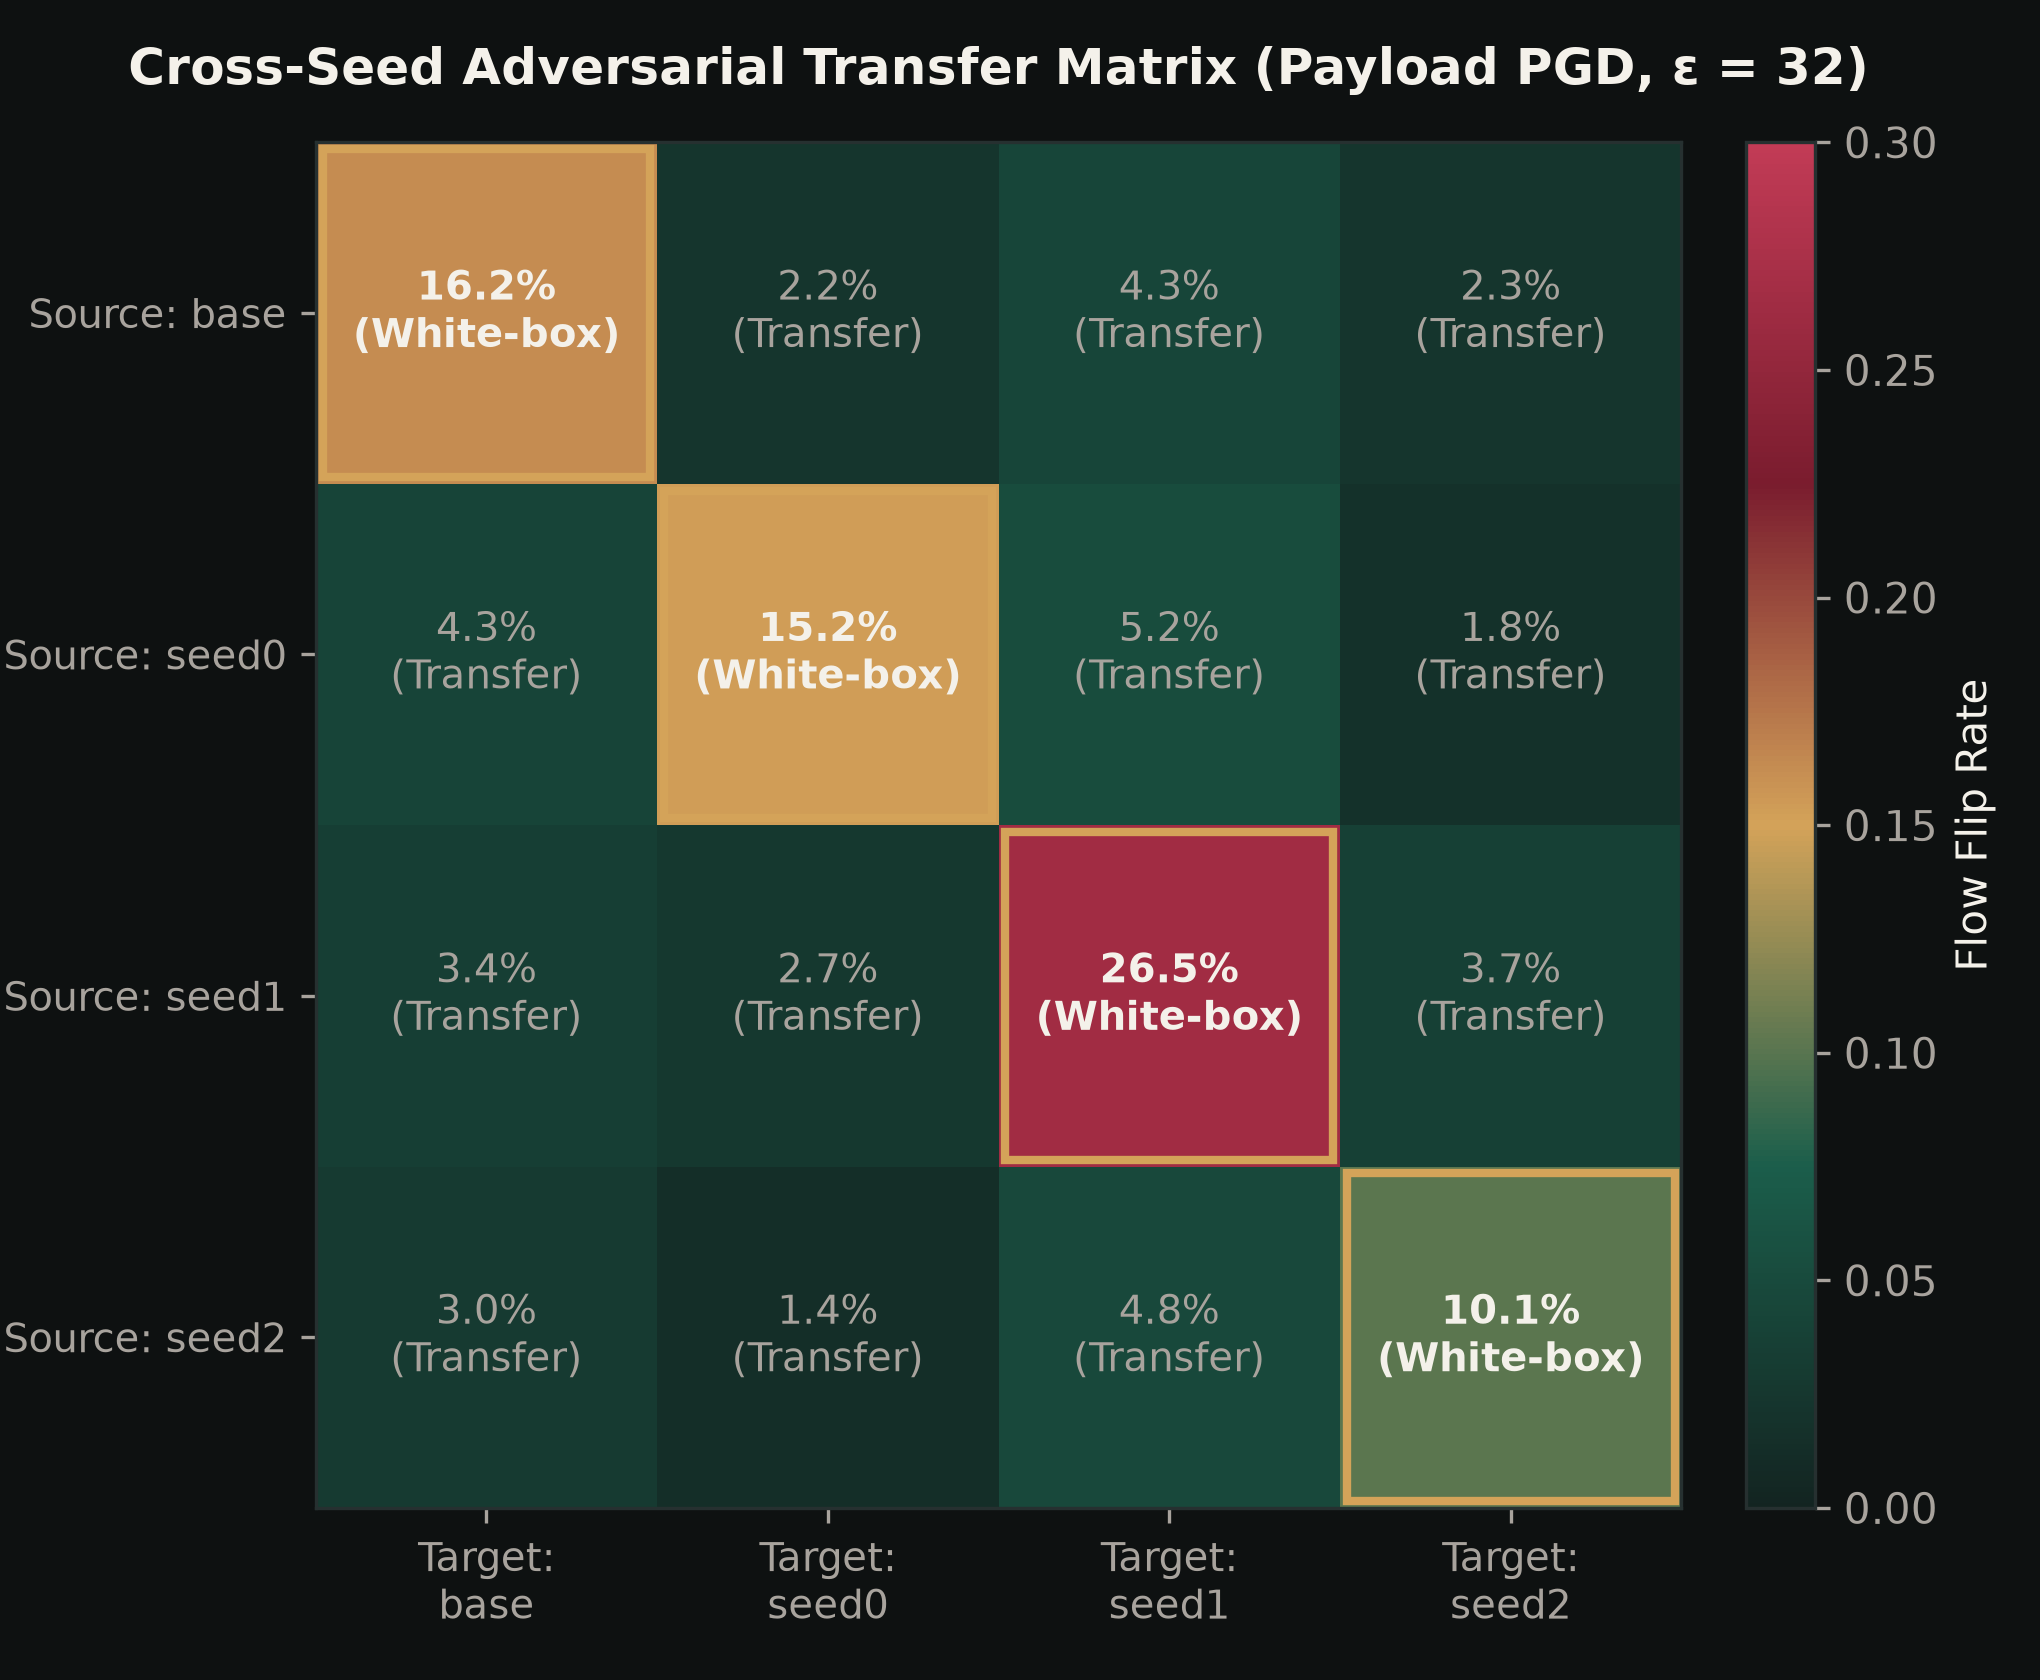 Cross-Seed Adversarial Transfer Matrix (Payload PGD, ε = 32)
Source: base
16.2%
(White-box)
2.2%
(Transfer)
4.3%
(Transfer)
2.3%
(Transfer)
Source: seed0
4.3%
(Transfer)
15.2%
(White-box)
5.2%
(Transfer)
1.8%
(Transfer)
Source: seed1
3.4%
(Transfer)
2.7%
(Transfer)
26.5%
(White-box)
3.7%
(Transfer)
Source: seed2
3.0%
(Transfer)
1.4%
(Transfer)
4.8%
(Transfer)
10.1%
(White-box)
Target:
base
Target:
seed0
Target:
seed1
Target:
seed2
0.30
0.25
0.20
0.15
0.10
0.05
0.00
Flow Flip Rate